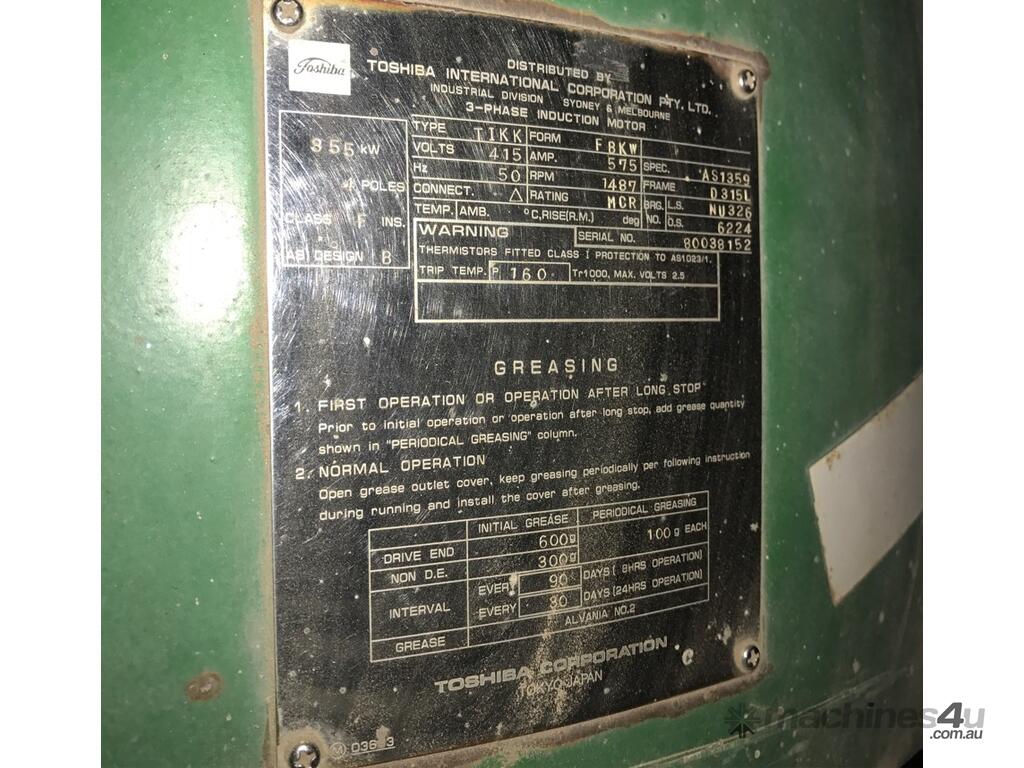 Toshiba
DISTRIBUTED BY
TOSHIBA INTERNATIONAL CORPORATION PTY. LTD.
INDUSTRIAL DIVISION SYDNEY & MELBOURNE
3-PHASE INDUCTION MOTOR
355 kW
4 POLES
CLASS F INS.
AS DESIGN B
TYPE TIKK FORM FBKW
VOLTS 415 AMP. 575 SPEC. AS1359
Hz 50 RPM 1487 FRAME D315L
CONNECT. △ RATING MCR BRG. L.S. NU326
TEMP. AMB. °C, RISE(R.M.) deg NO. O.S. 6224
WARNING SERIAL NO. 80038152
THERMISTORS FITTED CLASS I PROTECTION TO AS1023/1.
TRIP TEMP. P 160 Tr1000, MAX. VOLTS 2.5
GREASING
1. FIRST OPERATION OR OPERATION AFTER LONG STOP
Prior to initial operation or operation after long stop, add grease quantity
shown in "PERIODICAL GREASING" column.
2. NORMAL OPERATION
Open grease outlet cover, keep greasing periodically per following instruction
during running and install the cover after greasing.
INITIAL GREASE PERIODICAL GREASING
DRIVE END 600g 100 g EACH
NON D.E. 300g
INTERVAL EVERY 90 DAYS ( 8HRS OPERATION)
EVERY 30 DAYS (24HRS OPERATION)
GREASE ALVANIA NO.2
TOSHIBA CORPORATION
TOKYO JAPAN
machines4u
.com.au